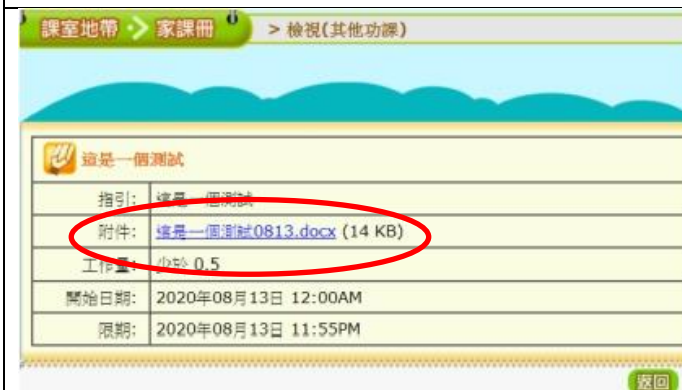 課室地帶 > 家課冊 > 檢視(其他功課)
這是一個測試
指引: 這是一個測試
附件: 這是一個測試0813.docx (14 KB)
工作量: 少於 0.5
開始日期: 2020年08月13日 12:00AM
限期: 2020年08月13日 11:55PM
返回